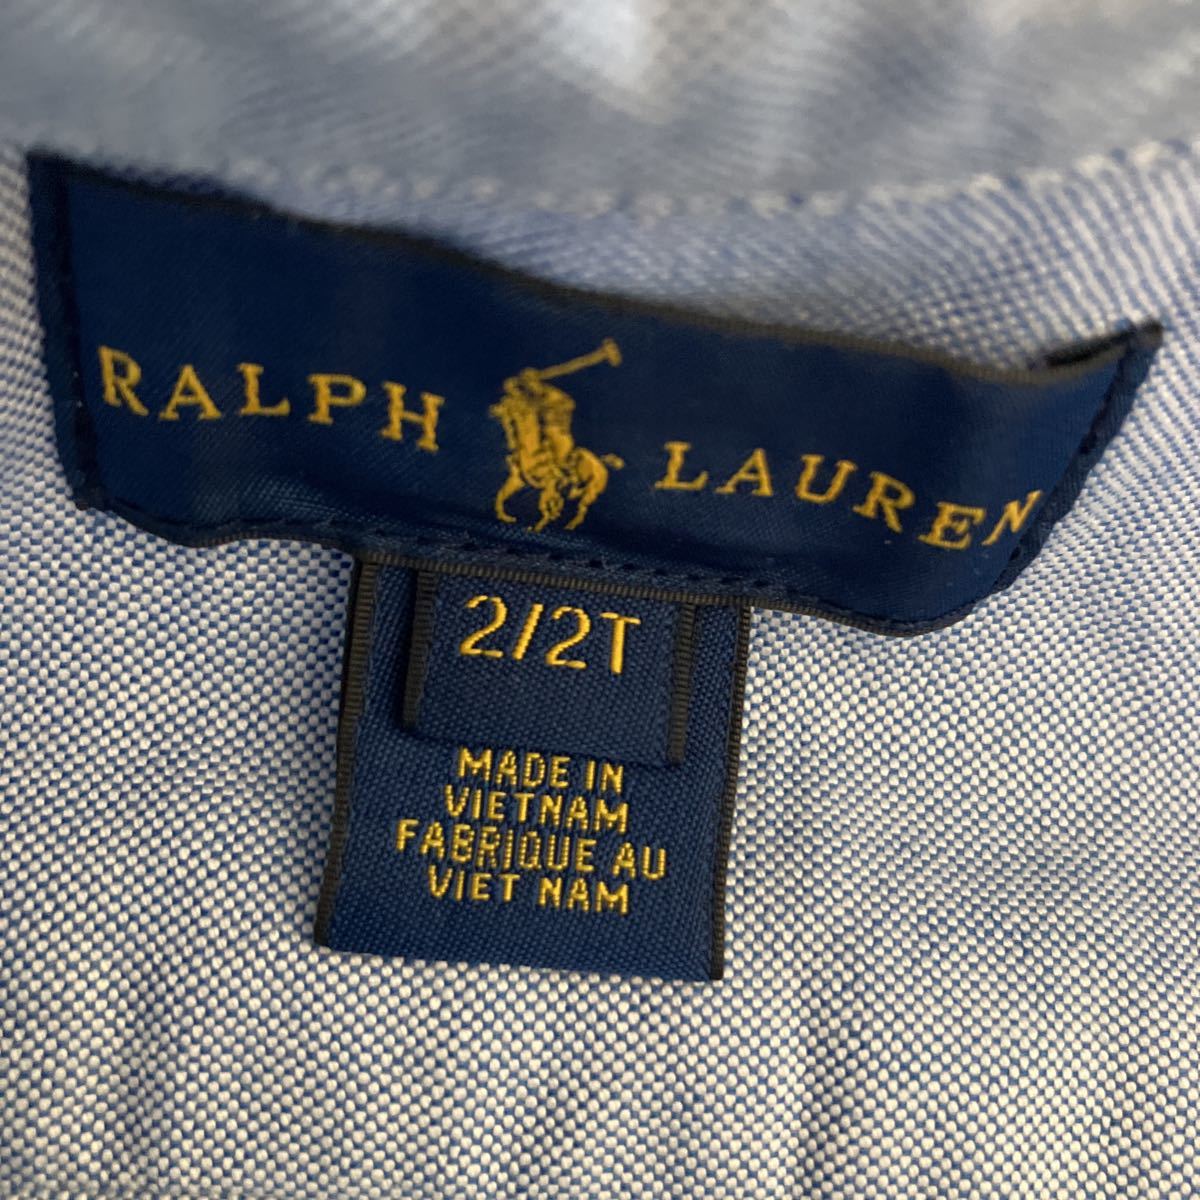 RALPH LAUREN
2/2T
MADE IN
VIETNAM
FABRIQUE AU
VIET NAM